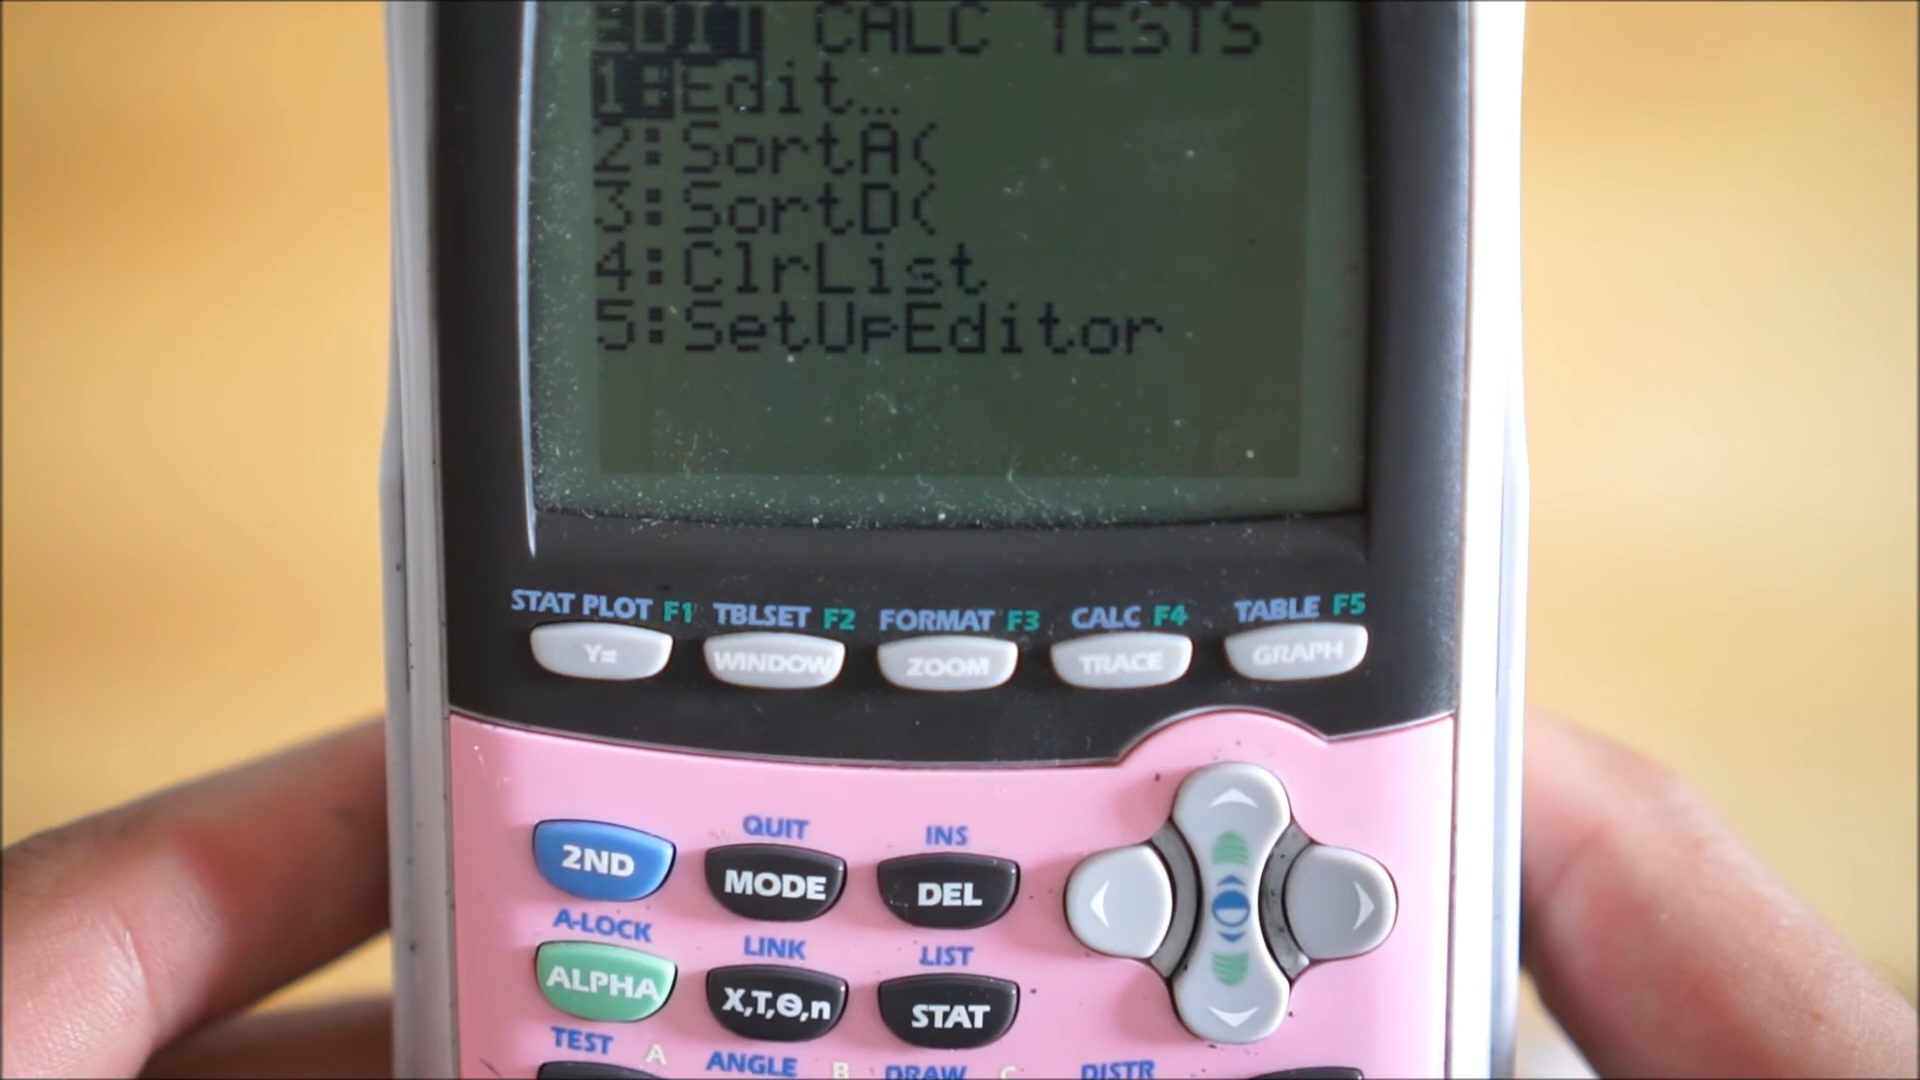 EDIT CALC TESTS
1:Edit…
2:SortA(
3:SortD(
4:ClrList
5:SetUpEditor
STAT PLOT F1 TBLSET F2 FORMAT F3 CALC F4 TABLE F5
Y= WINDOW ZOOM TRACE GRAPH
QUIT INS
2ND MODE DEL
A-LOCK LINK LIST
ALPHA X,T,Θ,n STAT
TEST A ANGLE B DRAW C DISTR